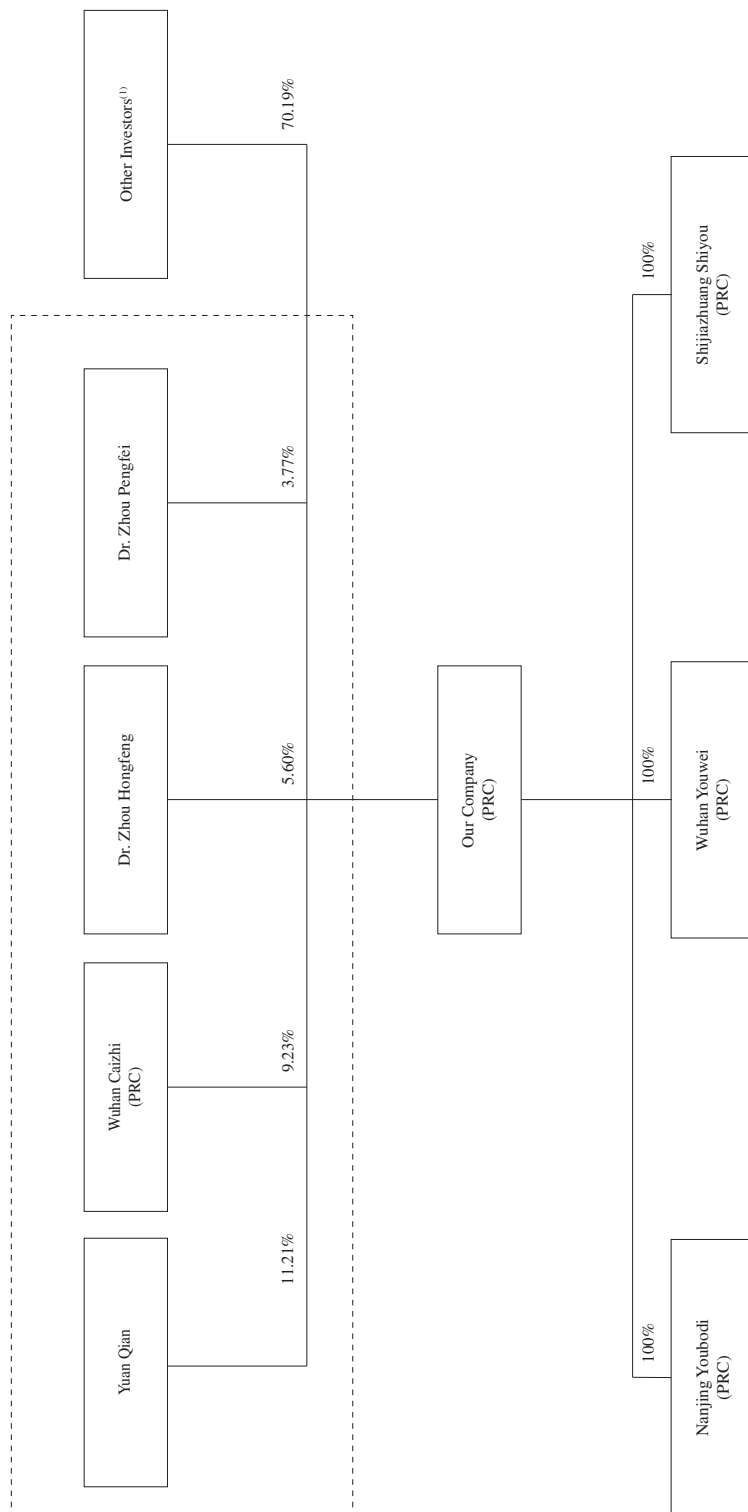 Yuan Qian
Wuhan Caizhi
(PRC)
Dr. Zhou Hongfeng
Dr. Zhou Pengfei
Other Investors(1)
11.21%
9.23%
5.60%
3.77%
70.19%
Our Company
(PRC)
100%
100%
100%
Nanjing Youbodi
(PRC)
Wuhan Youwei
(PRC)
Shijiazhuang Shiyou
(PRC)